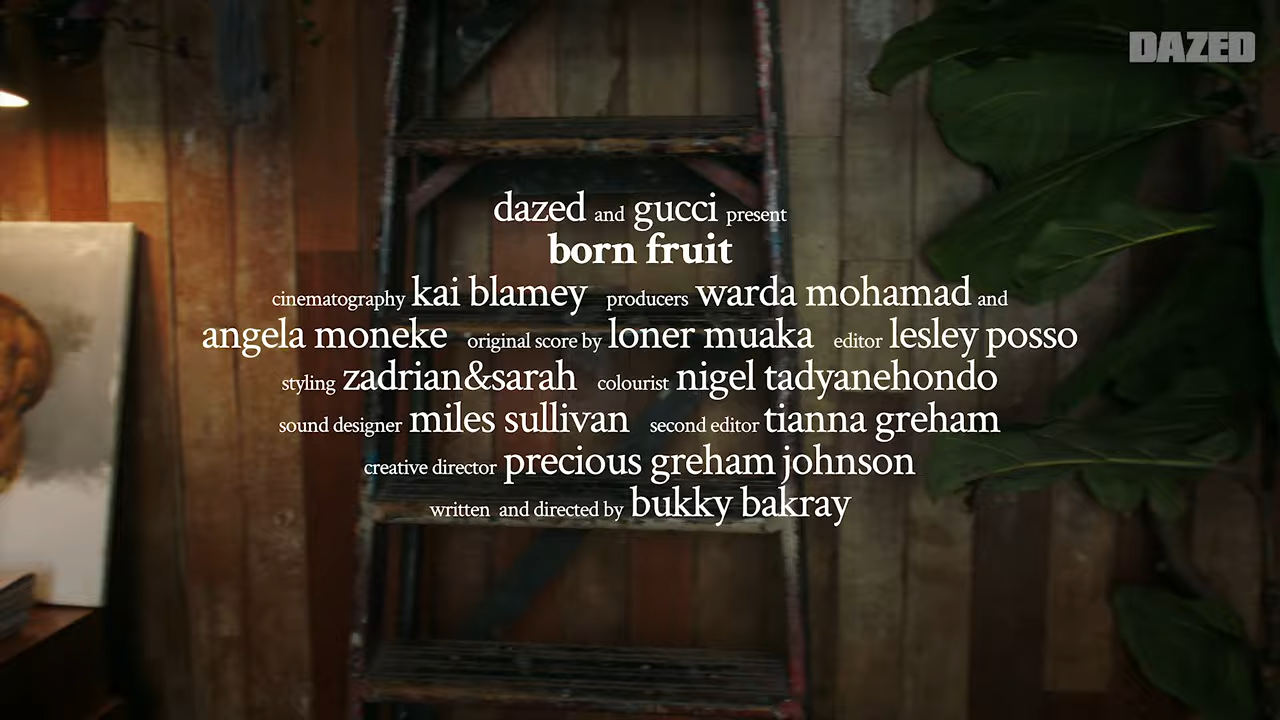 DAZED
dazed and gucci present
born fruit
cinematography kai blamey producers warda mohamad and
angela moneke original score by loner muaka editor lesley posso
styling zadrian&sarah colourist nigel tadyanehondo
sound designer miles sullivan second editor tianna greham
creative director precious greham johnson
written and directed by bukky bakray